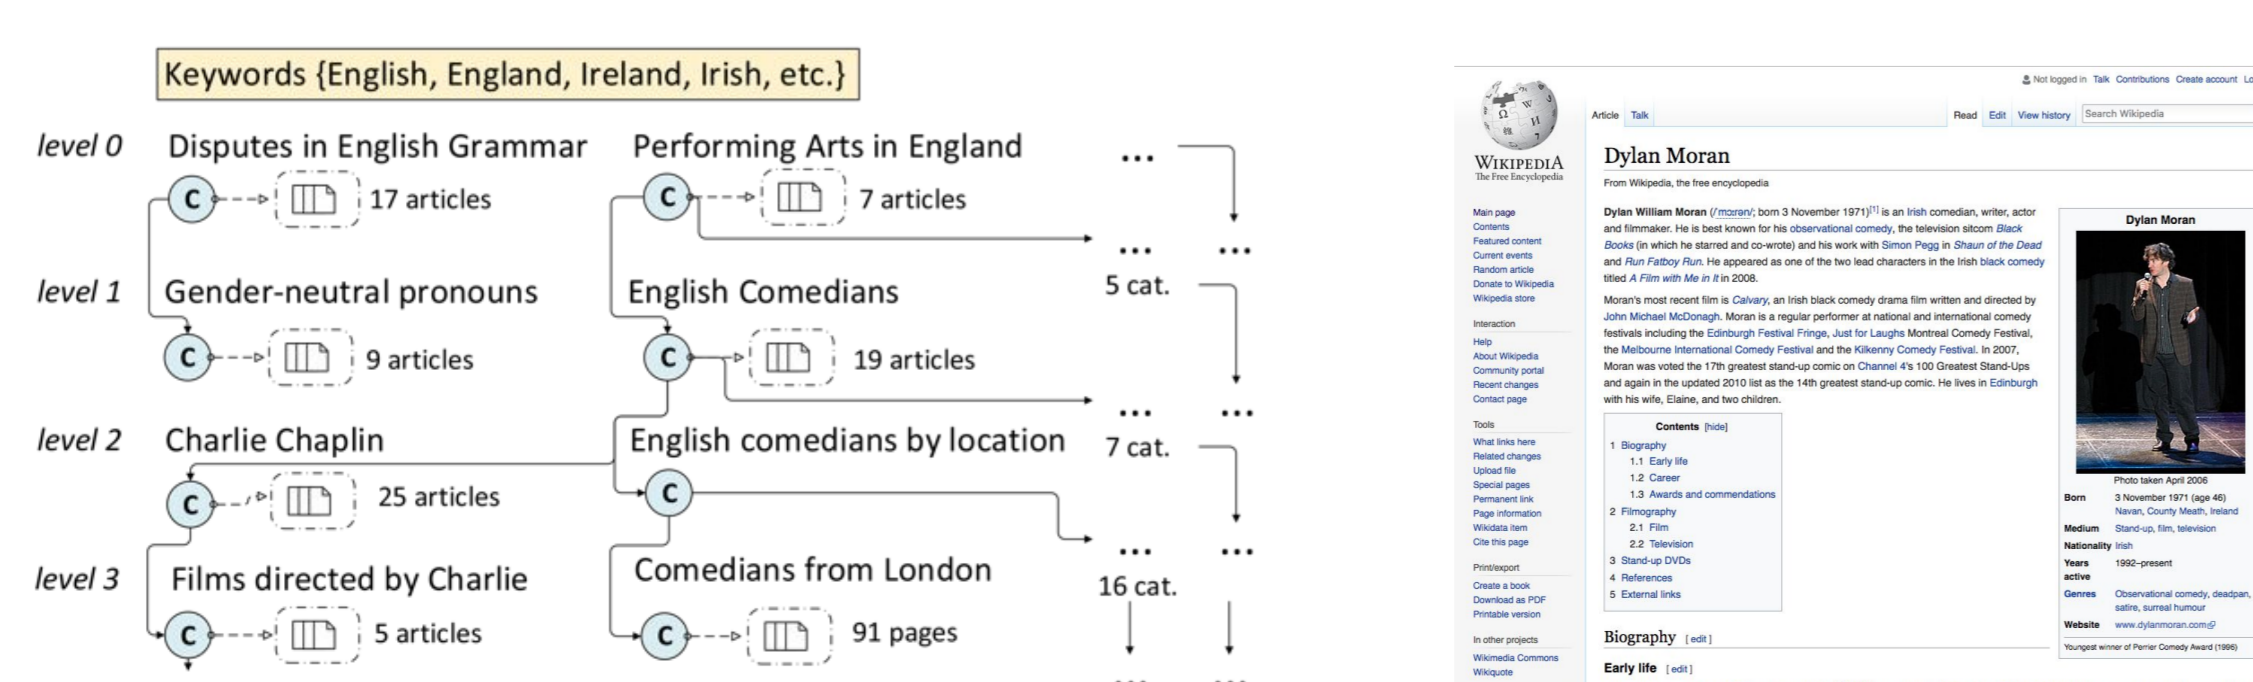 Keywords {English, England, Ireland, Irish, etc.}
level 0
Disputes in English Grammar
Performing Arts in England
...
C
17 articles
C
7 articles
...
...
level 1
Gender-neutral pronouns
English Comedians
5 cat.
C
9 articles
C
19 articles
...
...
level 2
Charlie Chaplin
English comedians by location
7 cat.
C
25 articles
C
...
...
level 3
Films directed by Charlie
Comedians from London
16 cat.
C
5 articles
C
91 pages
...
...
WIKIPEDIA
The Free Encyclopedia
Main page
Contents
Featured content
Current events
Random article
Donate to Wikipedia
Wikipedia store
Interaction
Help
About Wikipedia
Community portal
Recent changes
Contact page
Tools
What links here
Related changes
Upload file
Special pages
Permanent link
Page information
Wikidata item
Cite this page
Print/export
Create a book
Download as PDF
Printable version
In other projects
Wikimedia Commons
Wikiquote
Not logged in Talk Contributions Create account Lo
Article Talk
Read Edit View history Search Wikipedia
Dylan Moran
From Wikipedia, the free encyclopedia
Dylan William Moran (/ˈmɔːrən/; born 3 November 1971)[1] is an Irish comedian, writer, actor
and filmmaker. He is best known for his observational comedy, the television sitcom Black
Books (in which he starred and co-wrote) and his work with Simon Pegg in Shaun of the Dead
and Run Fatboy Run. He appeared as one of the two lead characters in the Irish black comedy
titled A Film with Me in It in 2008.
Moran's most recent film is Calvary, an Irish black comedy drama film written and directed by
John Michael McDonagh. Moran is a regular performer at national and international comedy
festivals including the Edinburgh Festival Fringe, Just for Laughs Montreal Comedy Festival,
the Melbourne International Comedy Festival and the Kilkenny Comedy Festival. In 2007,
Moran was voted the 17th greatest stand-up comic on Channel 4's 100 Greatest Stand-Ups
and again in the updated 2010 list as the 14th greatest stand-up comic. He lives in Edinburgh
with his wife, Elaine, and two children.
Contents [hide]
1 Biography
1.1 Early life
1.2 Career
1.3 Awards and commendations
2 Filmography
2.1 Film
2.2 Television
3 Stand-up DVDs
4 References
5 External links
Biography [edit]
Early life [edit]
Dylan Moran
Photo taken April 2006
Born 3 November 1971 (age 46)
Navan, County Meath, Ireland
Medium Stand-up, film, television
Nationality Irish
Years 1992–present
active
Genres Observational comedy, deadpan,
satire, surreal humour
Website www.dylanmoran.com
Youngest winner of Perrier Comedy Award (1996)